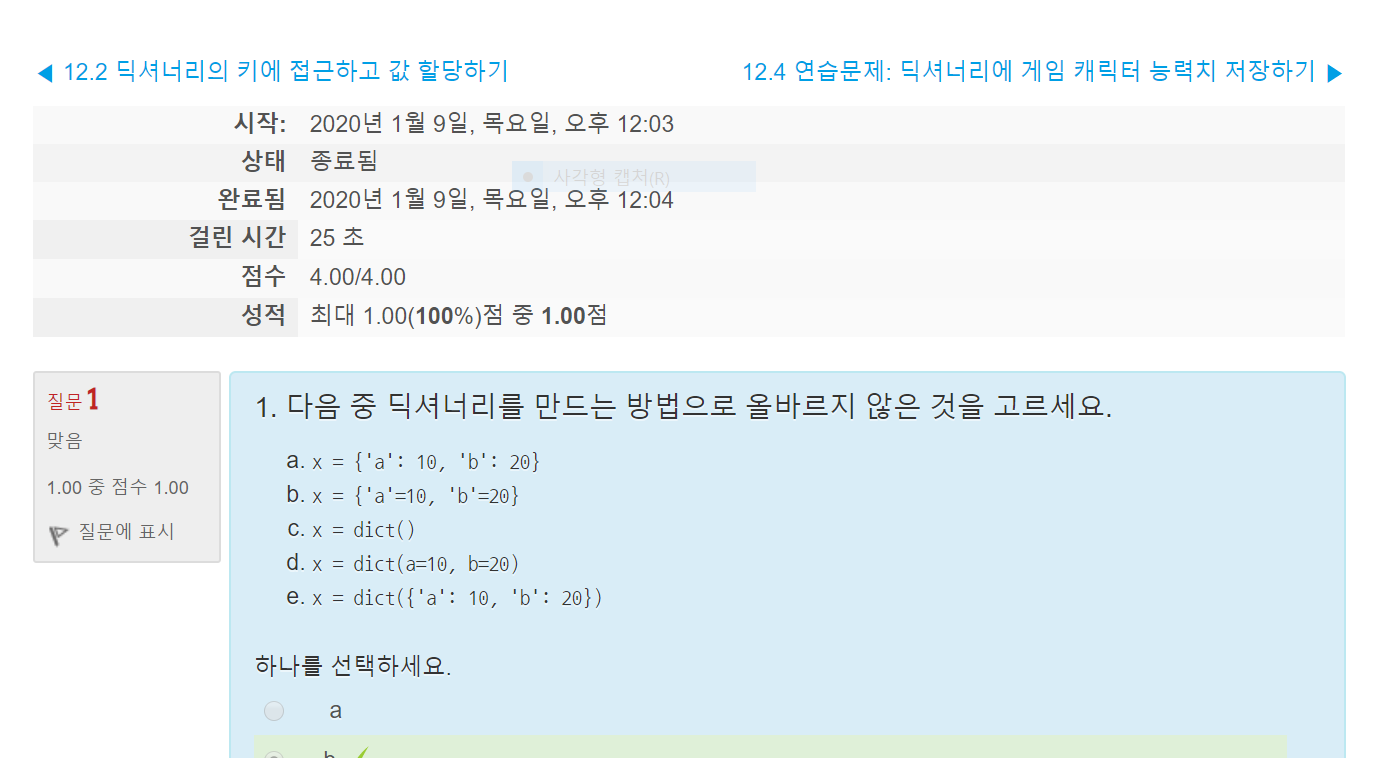 ◀ 12.2 딕셔너리의 키에 접근하고 값 할당하기
12.4 연습문제: 딕셔너리에 게임 캐릭터 능력치 저장하기 ▶
시작: 2020년 1월 9일, 목요일, 오후 12:03
상태 종료됨
사각형 캡처(R)
완료됨 2020년 1월 9일, 목요일, 오후 12:04
걸린 시간 25 초
점수 4.00/4.00
성적 최대 1.00(100%)점 중 1.00점
질문 1
맞음
1.00 중 점수 1.00
질문에 표시
1. 다음 중 딕셔너리를 만드는 방법으로 올바르지 않은 것을 고르세요.
a. x = {'a': 10, 'b': 20}
b. x = {'a'=10, 'b'=20}
c. x = dict()
d. x = dict(a=10, b=20)
e. x = dict({'a': 10, 'b': 20})
하나를 선택하세요.
a
b